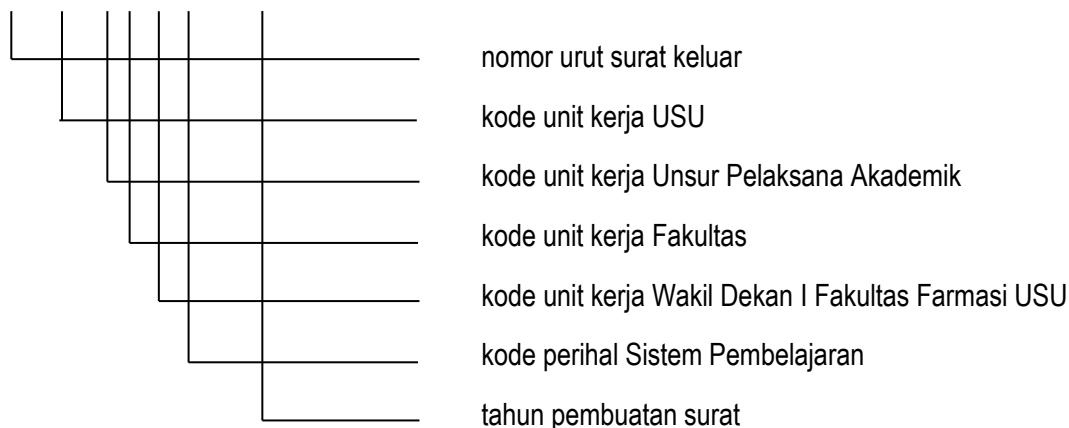 nomor urut surat keluar
kode unit kerja USU
kode unit kerja Unsur Pelaksana Akademik
kode unit kerja Fakultas
kode unit kerja Wakil Dekan I Fakultas Farmasi USU
kode perihal Sistem Pembelajaran
tahun pembuatan surat